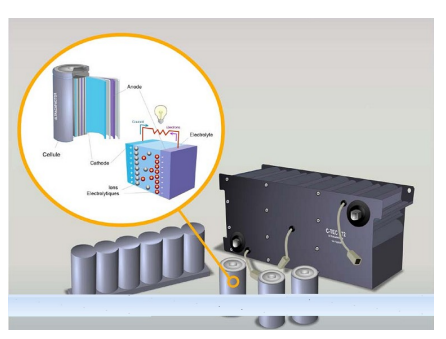 Anode
Electrolyte
Cellule
Cathode
Ions
Electrolytiques
C-TEC